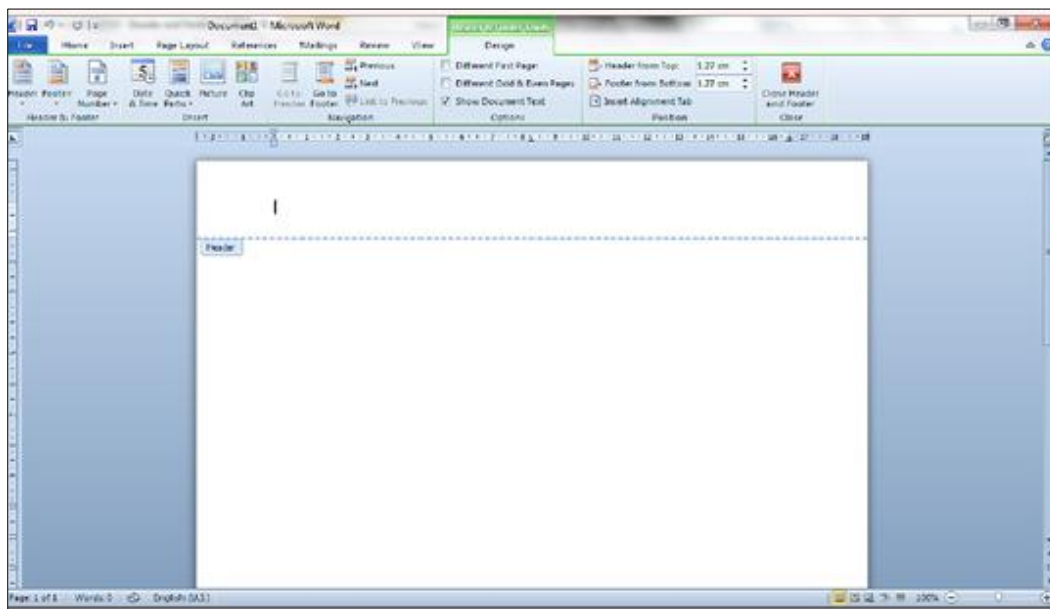 Document2 - Microsoft Word
File Home Insert Page Layout References Mailings Review View Design
Header Footer Page Number
Date & Time Quick Parts Picture Clip Art
Go to Header Go to Footer
Previous
Next
Link to Previous
Different First Page
Different Odd & Even Pages
Show Document Text
Header from Top: 1.27 cm
Footer from Bottom: 1.27 cm
Insert Alignment Tab
Close Header and Footer
Header & Footer Insert Navigation Options Position Close
Header
Page: 1 of 1 Words: 0 English (U.S.) 100%